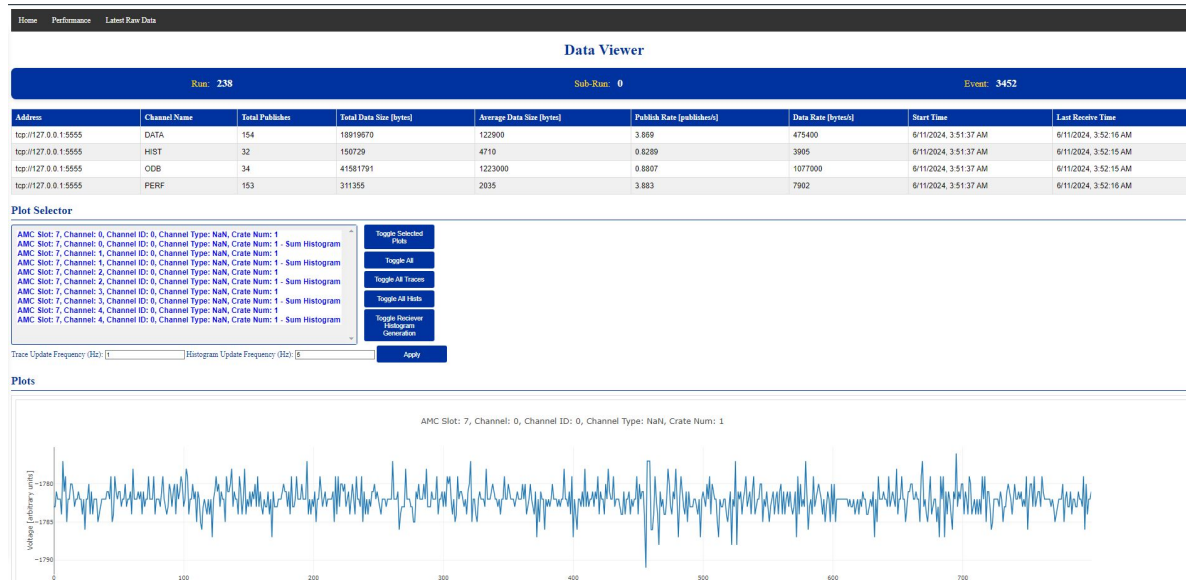 Home Performance Latest Raw Data
Data Viewer
Run: 238 Sub-Run: 0 Event: 3452
Address Channel Name Total Publishes Total Data Size [bytes] Average Data Size [bytes] Publish Rate [publishes/s] Data Rate [bytes/s] Start Time Last Receive Time
tcp://127.0.0.1:5555 DATA 154 18919670 122900 3.869 475400 6/11/2024, 3:51:37 AM 6/11/2024, 3:52:16 AM
tcp://127.0.0.1:5555 HIST 32 150729 4710 0.8289 3905 6/11/2024, 3:51:37 AM 6/11/2024, 3:52:15 AM
tcp://127.0.0.1:5555 ODB 34 41581791 1223000 0.8807 1077000 6/11/2024, 3:51:37 AM 6/11/2024, 3:52:15 AM
tcp://127.0.0.1:5555 PERF 153 311355 2035 3.883 7902 6/11/2024, 3:51:37 AM 6/11/2024, 3:52:16 AM
Plot Selector
AMC Slot: 7, Channel: 0, Channel ID: 0, Channel Type: NaN, Crate Num: 1
AMC Slot: 7, Channel: 0, Channel ID: 0, Channel Type: NaN, Crate Num: 1 - Sum Histogram
AMC Slot: 7, Channel: 1, Channel ID: 0, Channel Type: NaN, Crate Num: 1
AMC Slot: 7, Channel: 1, Channel ID: 0, Channel Type: NaN, Crate Num: 1 - Sum Histogram
AMC Slot: 7, Channel: 2, Channel ID: 0, Channel Type: NaN, Crate Num: 1
AMC Slot: 7, Channel: 2, Channel ID: 0, Channel Type: NaN, Crate Num: 1 - Sum Histogram
AMC Slot: 7, Channel: 3, Channel ID: 0, Channel Type: NaN, Crate Num: 1
AMC Slot: 7, Channel: 3, Channel ID: 0, Channel Type: NaN, Crate Num: 1 - Sum Histogram
AMC Slot: 7, Channel: 4, Channel ID: 0, Channel Type: NaN, Crate Num: 1
AMC Slot: 7, Channel: 4, Channel ID: 0, Channel Type: NaN, Crate Num: 1 - Sum Histogram
Toggle Selected
Plots
Toggle All
Toggle All Traces
Toggle All Hists
Toggle Reciever
Histogram
Generation
Trace Update Frequency (Hz): 1 Histogram Update Frequency (Hz): 5 Apply
Plots
AMC Slot: 7, Channel: 0, Channel ID: 0, Channel Type: NaN, Crate Num: 1
Voltage [arbitrary units]
−1780
−1785
−1790
0 100 200 300 400 500 600 700